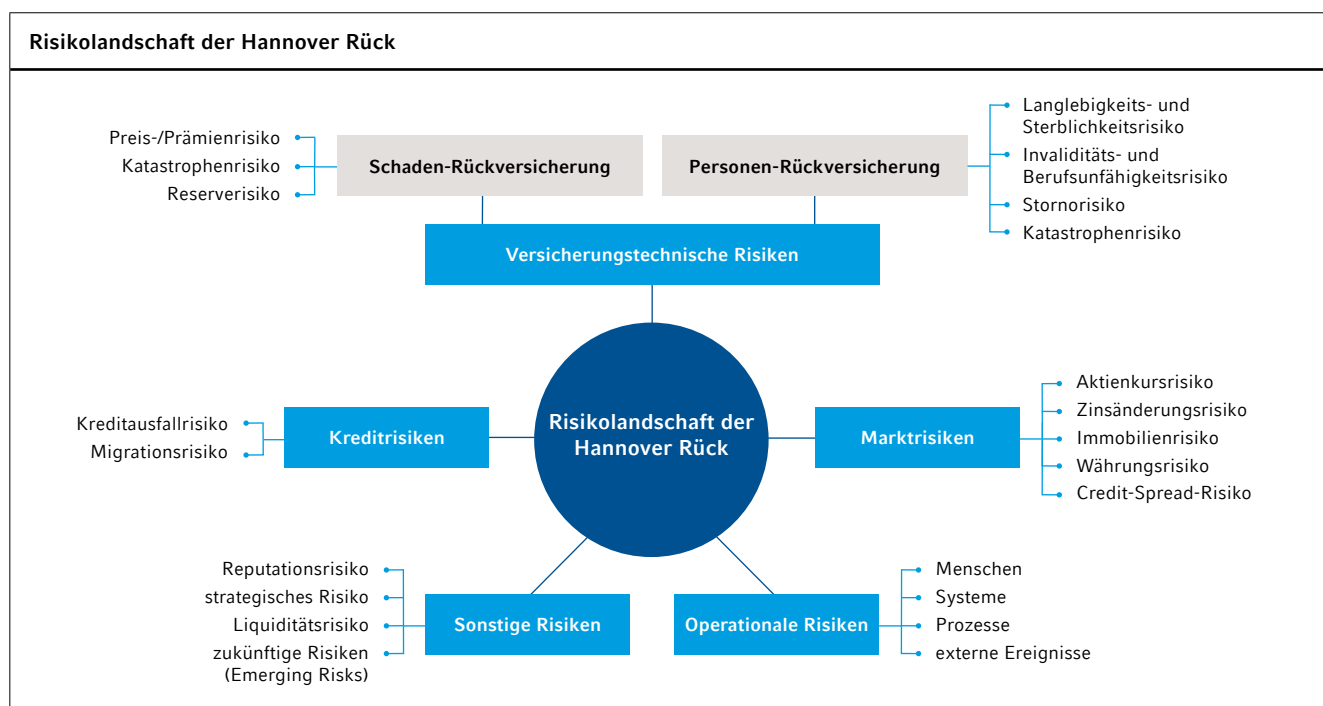 Risikolandschaft der Hannover Rück
Preis-/Prämienrisiko
Katastrophenrisiko
Reserverisiko
Schaden-Rückversicherung
Personen-Rückversicherung
Langlebigkeits- und
Sterblichkeitsrisiko
Invaliditäts- und
Berufsunfähigkeitsrisiko
Stornorisiko
Katastrophenrisiko
Versicherungstechnische Risiken
Kreditausfallrisiko
Migrationsrisiko
Kreditrisiken
Risikolandschaft der
Hannover Rück
Marktrisiken
Aktienkursrisiko
Zinsänderungsrisiko
Immobilienrisiko
Währungsrisiko
Credit-Spread-Risiko
Reputationsrisiko
strategisches Risiko
Liquiditätsrisiko
zukünftige Risiken
(Emerging Risks)
Sonstige Risiken
Operationale Risiken
Menschen
Systeme
Prozesse
externe Ereignisse